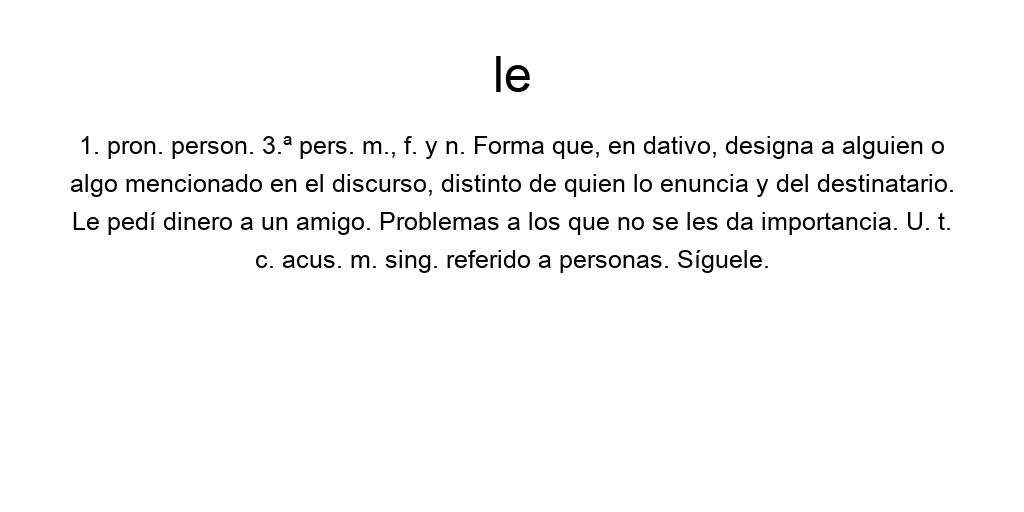 le
1. pron. person. 3.ª pers. m., f. y n. Forma que, en dativo, designa a alguien o
algo mencionado en el discurso, distinto de quien lo enuncia y del destinatario.
Le pedí dinero a un amigo. Problemas a los que no se les da importancia. U. t.
c. acus. m. sing. referido a personas. Síguele.